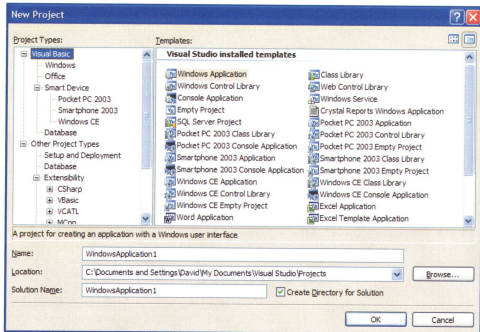 New Project
Project Types:
Templates:
Visual Basic
Windows
Office
Smart Device
Pocket PC 2003
Smartphone 2003
Windows CE
Database
Other Project Types
Setup and Deployment
Database
Extensibility
CSharp
VBasic
VCATL
Visual Studio installed templates
Windows Application
Windows Control Library
Console Application
Empty Project
SQL Server Project
Pocket PC 2003 Class Library
Pocket PC 2003 Console Application
Smartphone 2003 Application
Smartphone 2003 Console Application
Windows CE Application
Windows CE Control Library
Windows CE Empty Project
Word Application
Class Library
Web Control Library
Windows Service
Crystal Reports Windows Application
Pocket PC 2003 Application
Pocket PC 2003 Control Library
Pocket PC 2003 Empty Project
Smartphone 2003 Class Library
Smartphone 2003 Empty Project
Windows CE Class Library
Windows CE Console Application
Excel Application
Excel Template Application
A project for creating an application with a Windows user interface
Name: WindowsApplication1
Location: C:\Documents and Settings\David\My Documents\Visual Studio\Projects Browse...
Solution Name: WindowsApplication1 Create Directory for Solution
OK Cancel